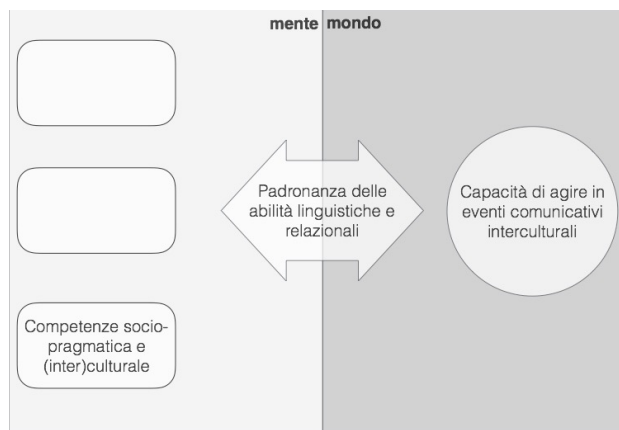 mente mondo
Padronanza delle
abilità linguistiche e
relazionali
Capacità di agire in
eventi comunicativi
interculturali
Competenze socio-
pragmatica e
(inter)culturale